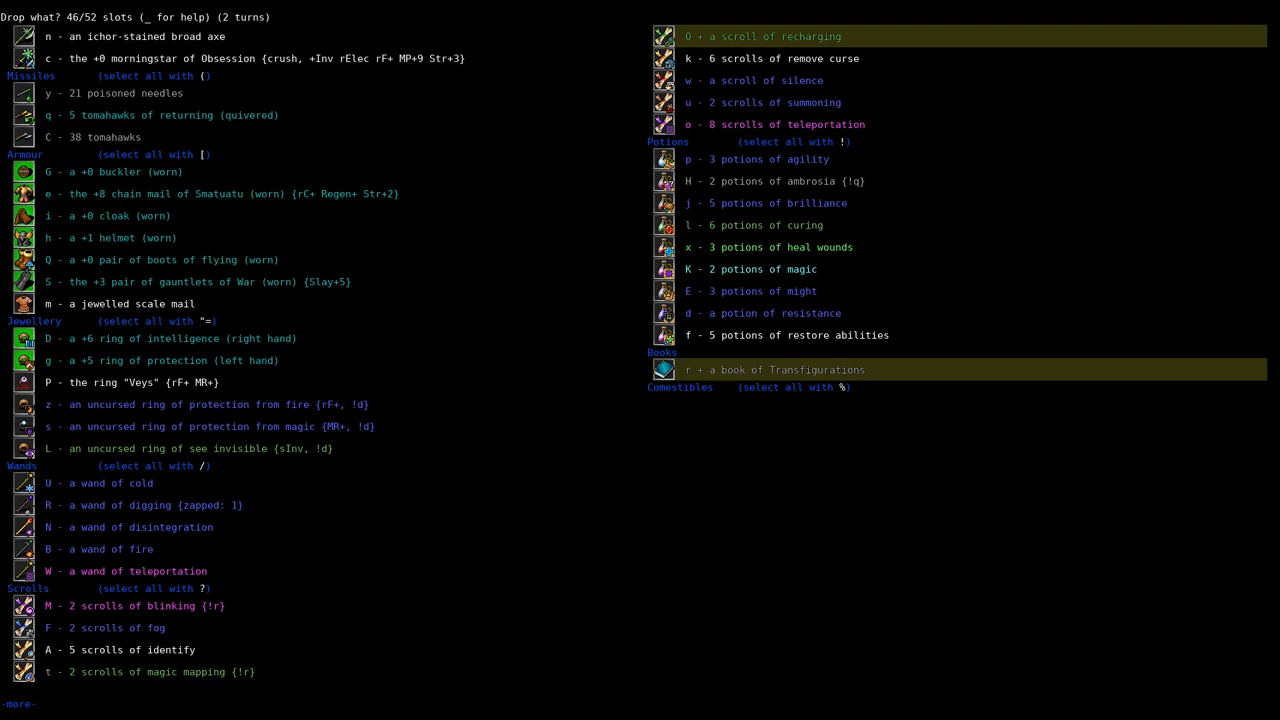 Drop what? 46/52 slots (_ for help) (2 turns)
n - an ichor-stained broad axe
c - the +0 morningstar of Obsession {crush, +Inv rElec rF+ MP+9 Str+3}
Missiles (select all with ()
y - 21 poisoned needles
q - 5 tomahawks of returning (quivered)
C - 38 tomahawks
Armour (select all with [)
G - a +0 buckler (worn)
e - the +8 chain mail of Smatuatu (worn) {rC+ Regen+ Str+2}
i - a +0 cloak (worn)
h - a +1 helmet (worn)
Q - a +0 pair of boots of flying (worn)
S - the +3 pair of gauntlets of War (worn) {Slay+5}
m - a jewelled scale mail
Jewellery (select all with "=)
D - a +6 ring of intelligence (right hand)
g - a +5 ring of protection (left hand)
P - the ring "Veys" {rF+ MR+}
z - an uncursed ring of protection from fire {rF+, !d}
s - an uncursed ring of protection from magic {MR+, !d}
L - an uncursed ring of see invisible {sInv, !d}
Wands (select all with /)
U - a wand of cold
R - a wand of digging {zapped: 1}
N - a wand of disintegration
B - a wand of fire
W - a wand of teleportation
Scrolls (select all with ?)
M - 2 scrolls of blinking {!r}
F - 2 scrolls of fog
A - 5 scrolls of identify
t - 2 scrolls of magic mapping {!r}
O + a scroll of recharging
k - 6 scrolls of remove curse
w - a scroll of silence
u - 2 scrolls of summoning
o - 8 scrolls of teleportation
Potions (select all with !)
p - 3 potions of agility
H - 2 potions of ambrosia {!q}
j - 5 potions of brilliance
l - 6 potions of curing
x - 3 potions of heal wounds
K - 2 potions of magic
E - 3 potions of might
d - a potion of resistance
f - 5 potions of restore abilities
Books
r + a book of Transfigurations
Comestibles (select all with %)
-more-